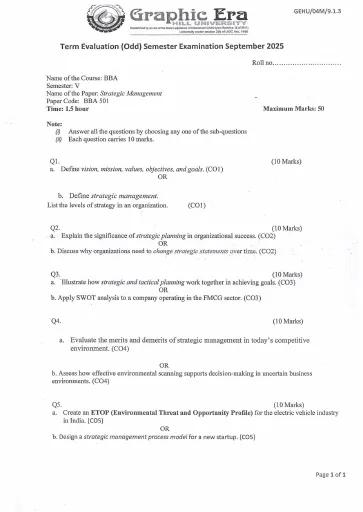 GEHU/D4M/9.1.3
Graphic Era
HILL UNIVERSITY
Term Evaluation (Odd) Semester Examination September 2025
Roll no.............................
Name of the Course: BBA
Semester: V
Name of the Paper: Strategic Management
Paper Code: BBA 501
Time: 1.5 hour Maximum Marks: 50
Note:
(i) Answer all the questions by choosing any one of the sub-questions
(ii) Each question carries 10 marks.
Q1. (10 Marks)
a. Define vision, mission, values, objectives, and goals. (CO1)
OR
b. Define strategic management.
List the levels of strategy in an organization. (CO1)
Q2. (10 Marks)
a. Explain the significance of strategic planning in organizational success. (CO2)
OR
b. Discuss why organizations need to change strategic statements over time. (CO2)
Q3. (10 Marks)
a. Illustrate how strategic and tactical planning work together in achieving goals. (CO3)
OR
b. Apply SWOT analysis to a company operating in the FMCG sector. (CO3)
Q4. (10 Marks)
a. Evaluate the merits and demerits of strategic management in today's competitive
environment. (CO4)
OR
b. Assess how effective environmental scanning supports decision-making in uncertain business
environments. (CO4)
Q5. (10 Marks)
a. Create an ETOP (Environmental Threat and Opportunity Profile) for the electric vehicle industry
in India. (CO5)
OR
b. Design a strategic management process model for a new startup. (CO5)
Page 1 of 1